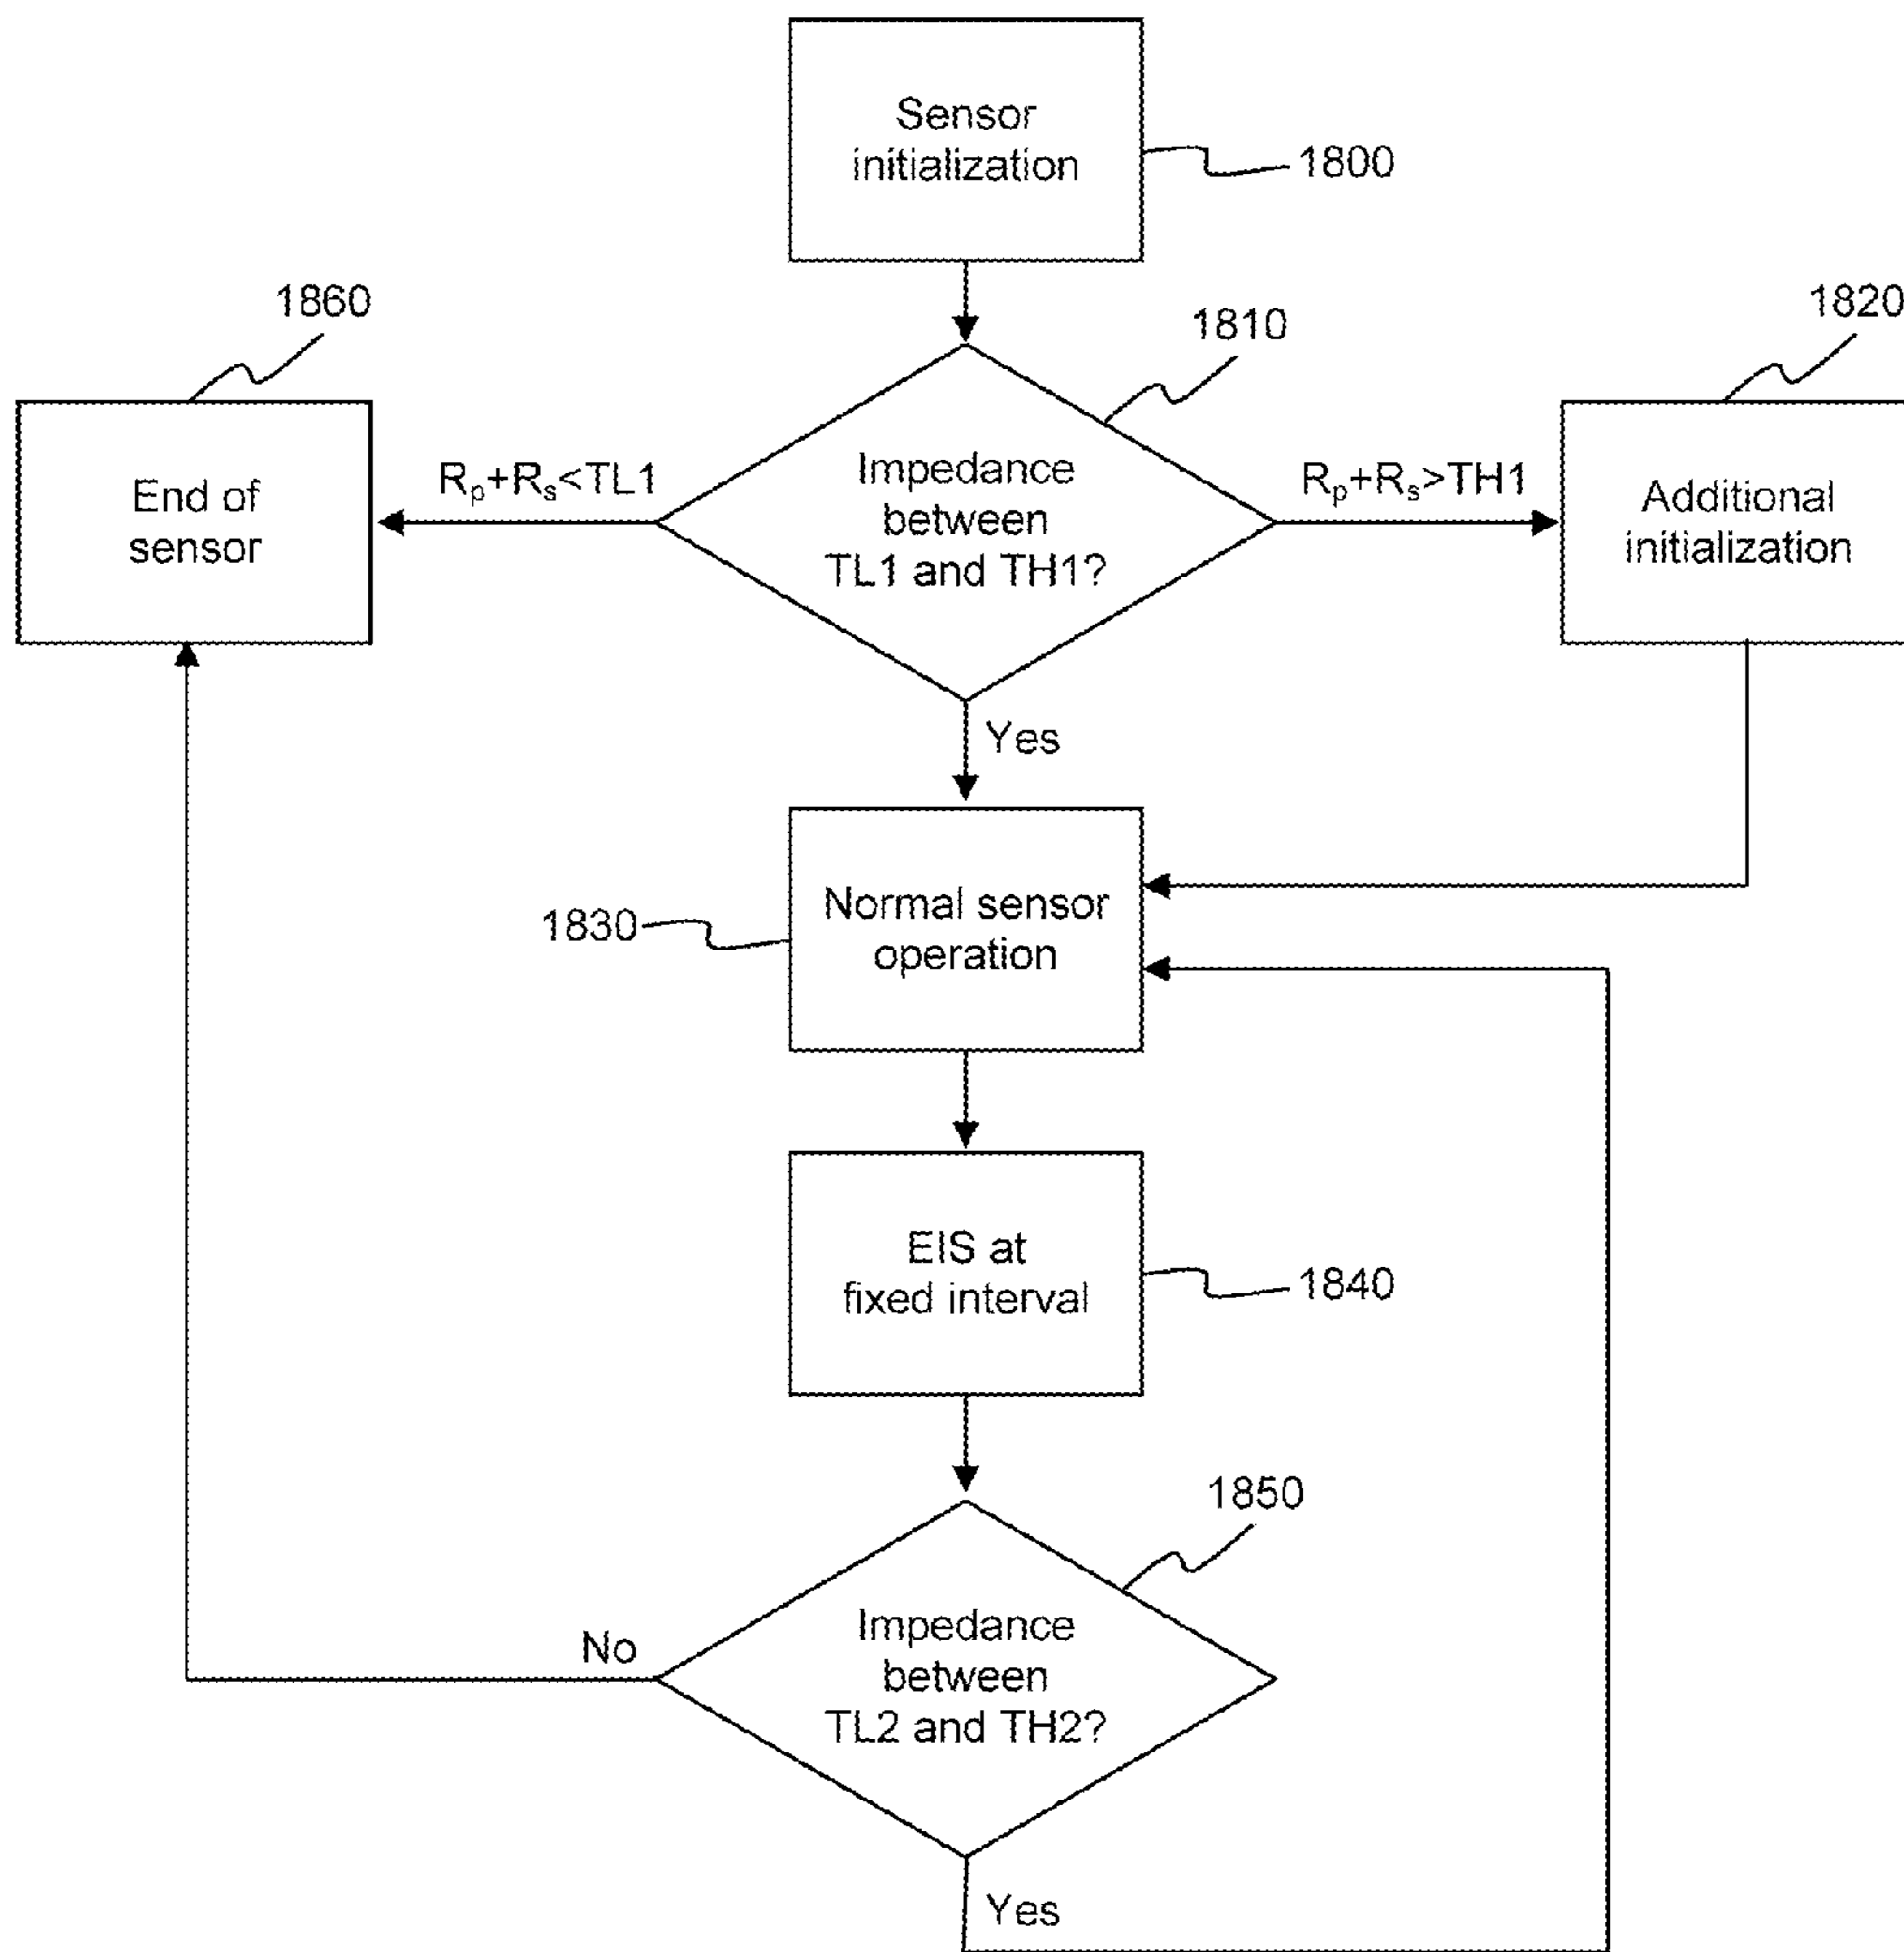 Sensor
initialization
1800
1860
1810
1820
End of
sensor
Rp+Rs<TL1
Impedance
between
TL1 and TH1?
Rp+Rs>TH1
Additional
initialization
Yes
1830
Normal sensor
operation
EIS at
fixed interval
1840
1850
No
Impedance
between
TL2 and TH2?
Yes